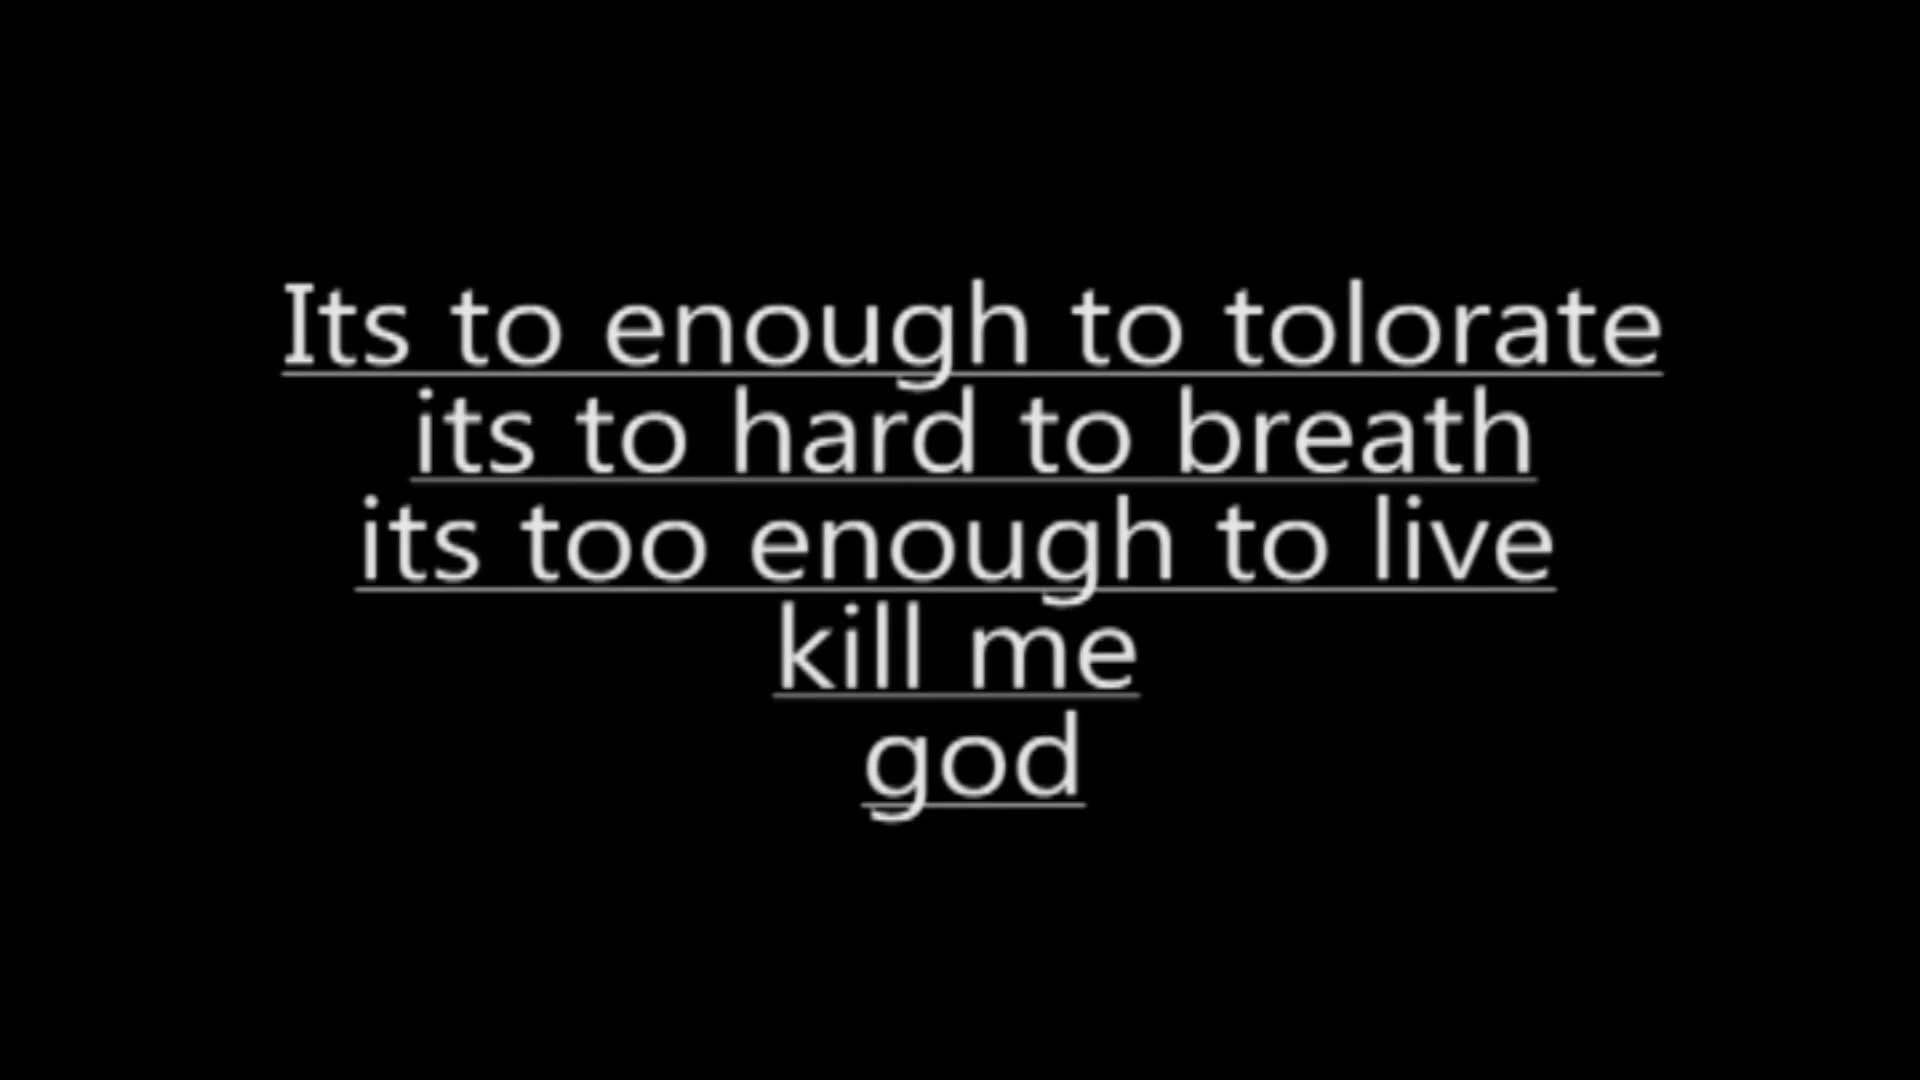 Its to enough to tolorate
its to hard to breath
its too enough to live
kill me
god